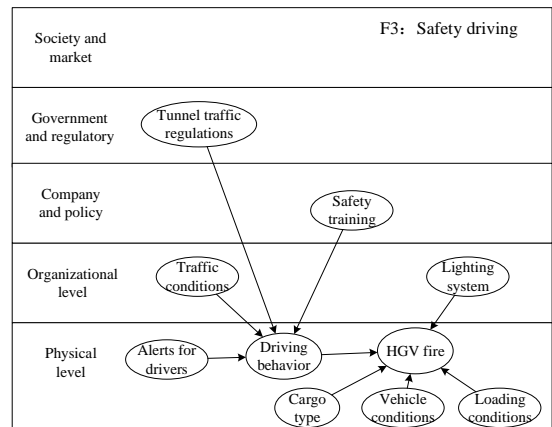 F3: Safety driving
Society and
market
Government
and regulatory
Tunnel traffic
regulations
Company
and policy
Safety
training
Organizational
level
Traffic
conditions
Lighting
system
Physical
level
Alerts for
drivers
Driving
behavior
HGV fire
Cargo
type
Vehicle
conditions
Loading
conditions